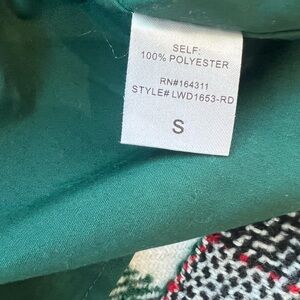 SELF:
100% POLYESTER
RN#164311
STYLE# LWD1653-RD
S